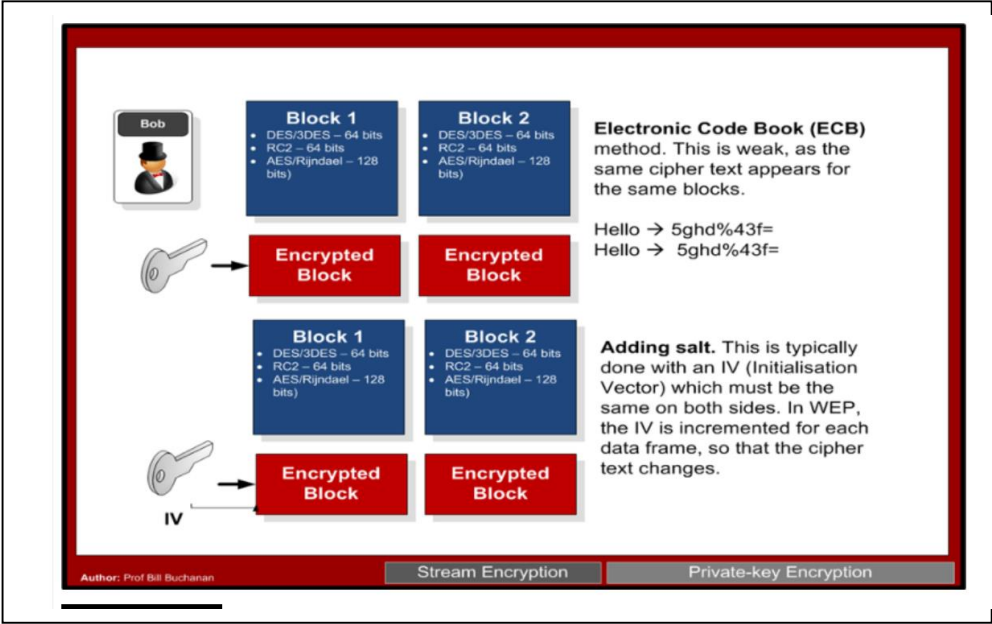 Bob
Block 1
• DES/3DES – 64 bits
• RC2 – 64 bits
• AES/Rijndael – 128
bits)
Block 2
• DES/3DES – 64 bits
• RC2 – 64 bits
• AES/Rijndael – 128
bits)
Electronic Code Book (ECB)
method. This is weak, as the
same cipher text appears for
the same blocks.
Hello → 5ghd%43f=
Hello → 5ghd%43f=
Encrypted
Block
Encrypted
Block
Block 1
• DES/3DES – 64 bits
• RC2 – 64 bits
• AES/Rijndael – 128
bits)
Block 2
• DES/3DES – 64 bits
• RC2 – 64 bits
• AES/Rijndael – 128
bits)
Adding salt. This is typically
done with an IV (Initialisation
Vector) which must be the
same on both sides. In WEP,
the IV is incremented for each
data frame, so that the cipher
text changes.
Encrypted
Block
Encrypted
Block
IV
Author: Prof Bill Buchanan
Stream Encryption
Private-key Encryption